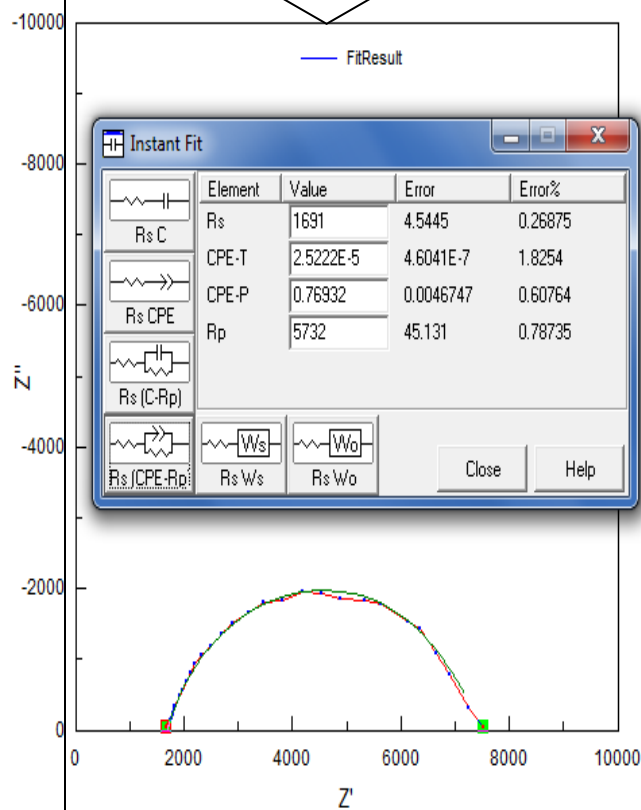 -10000
FitResult
Instant Fit
X
Element Value Error Error%
Rs 1691 4.5445 0.26875
CPE-T 2.5222E-5 4.6041E-7 1.8254
CPE-P 0.76932 0.0046747 0.60764
Rp 5732 45.131 0.78735
Rs C
Rs CPE
Rs (C-Rp)
Rs (CPE-Rp)
Ws
Rs Ws
Wo
Rs Wo
Close
Help
-8000
-6000
-4000
-2000
0
Z''
0 2000 4000 6000 8000 10000
Z'